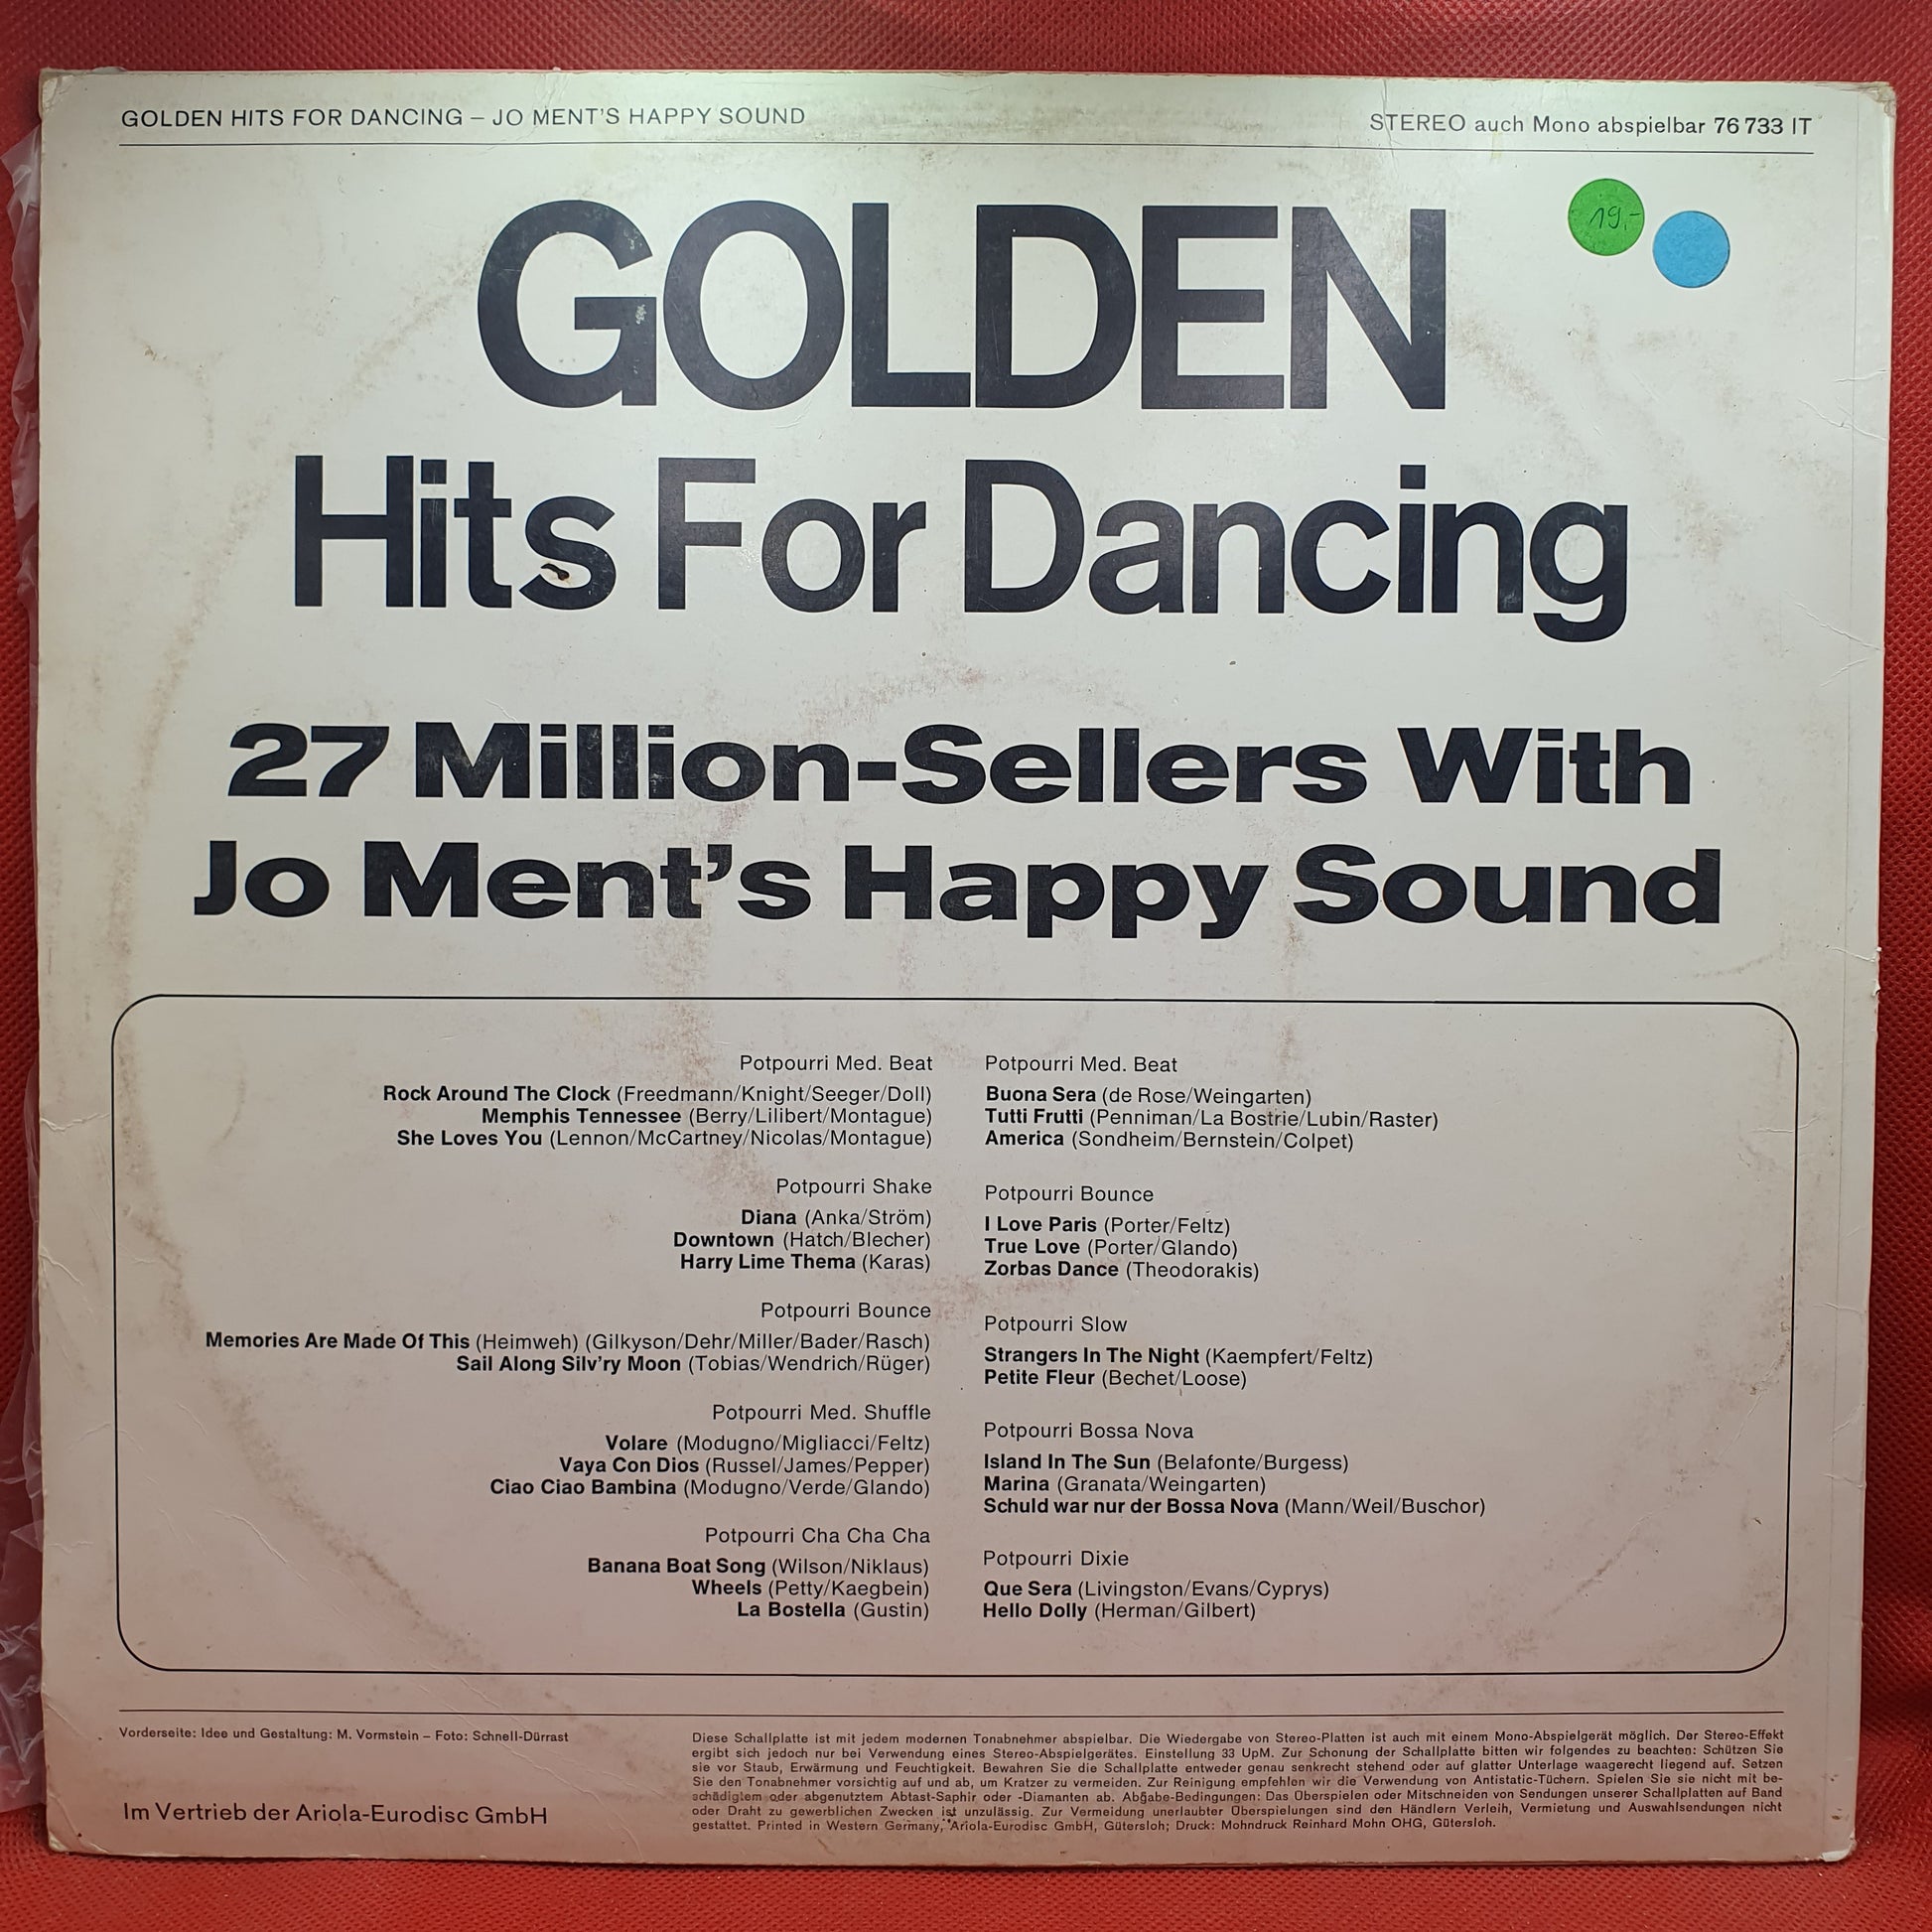 GOLDEN HITS FOR DANCING – JO MENT'S HAPPY SOUND
STEREO auch Mono abspielbar 76 733 IT
19,-
GOLDEN
Hits For Dancing
27 Million-Sellers With
Jo Ment's Happy Sound
Potpourri Med. Beat
Rock Around The Clock (Freedmann/Knight/Seeger/Doll)
Memphis Tennessee (Berry/Lilibert/Montague)
She Loves You (Lennon/McCartney/Nicolas/Montague)
Potpourri Shake
Diana (Anka/Ström)
Downtown (Hatch/Blecher)
Harry Lime Thema (Karas)
Potpourri Bounce
Memories Are Made Of This (Heimweh) (Gilkyson/Dehr/Miller/Bader/Rasch)
Sail Along Silv'ry Moon (Tobias/Wendrich/Rüger)
Potpourri Med. Shuffle
Volare (Modugno/Migliacci/Feltz)
Vaya Con Dios (Russel/James/Pepper)
Ciao Ciao Bambina (Modugno/Verde/Glando)
Potpourri Cha Cha Cha
Banana Boat Song (Wilson/Niklaus)
Wheels (Petty/Kaegbein)
La Bostella (Gustin)
Potpourri Med. Beat
Buona Sera (de Rose/Weingarten)
Tutti Frutti (Penniman/La Bostrie/Lubin/Raster)
America (Sondheim/Bernstein/Colpet)
Potpourri Bounce
I Love Paris (Porter/Feltz)
True Love (Porter/Glando)
Zorbas Dance (Theodorakis)
Potpourri Slow
Strangers In The Night (Kaempfert/Feltz)
Petite Fleur (Bechet/Loose)
Potpourri Bossa Nova
Island In The Sun (Belafonte/Burgess)
Marina (Granata/Weingarten)
Schuld war nur der Bossa Nova (Mann/Weil/Buschor)
Potpourri Dixie
Que Sera (Livingston/Evans/Cyprys)
Hello Dolly (Herman/Gilbert)
Vorderseite: Idee und Gestaltung: M. Vormstein – Foto: Schnell-Dürrast
Im Vertrieb der Ariola-Eurodisc GmbH
Diese Schallplatte ist mit jedem modernen Tonabnehmer abspielbar. Die Wiedergabe von Stereo-Platten ist auch mit einem Mono-Abspielgerät möglich. Der Stereo-Effekt
ergibt sich jedoch nur bei Verwendung eines Stereo-Abspielgerätes. Einstellung 33 UpM. Zur Schonung der Schallplatte bitten wir folgendes zu beachten: Schützen Sie
sie vor Staub, Erwärmung und Feuchtigkeit. Bewahren Sie die Schallplatte entweder genau senkrecht stehend oder auf glatter Unterlage waagerecht liegend auf. Setzen
Sie den Tonabnehmer vorsichtig auf und ab, um Kratzer zu vermeiden. Zur Reinigung empfehlen wir die Verwendung von Antistatic-Tüchern. Spielen Sie sie nicht mit be-
schädigtem oder abgenutztem Abtast-Saphir oder -Diamanten ab. Abgabe-Bedingungen: Das Überspielen oder Mitschneiden von Sendungen unserer Schallplatten auf Band
oder Draht zu gewerblichen Zwecken ist unzulässig. Zur Vermeidung unerlaubter Überspielungen sind den Händlern Verleih, Vermietung und Auswahlsendungen nicht
gestattet. Printed in Western Germany, Ariola-Eurodisc GmbH, Gütersloh; Druck: Mohndruck Reinhard Mohn OHG, Gütersloh.